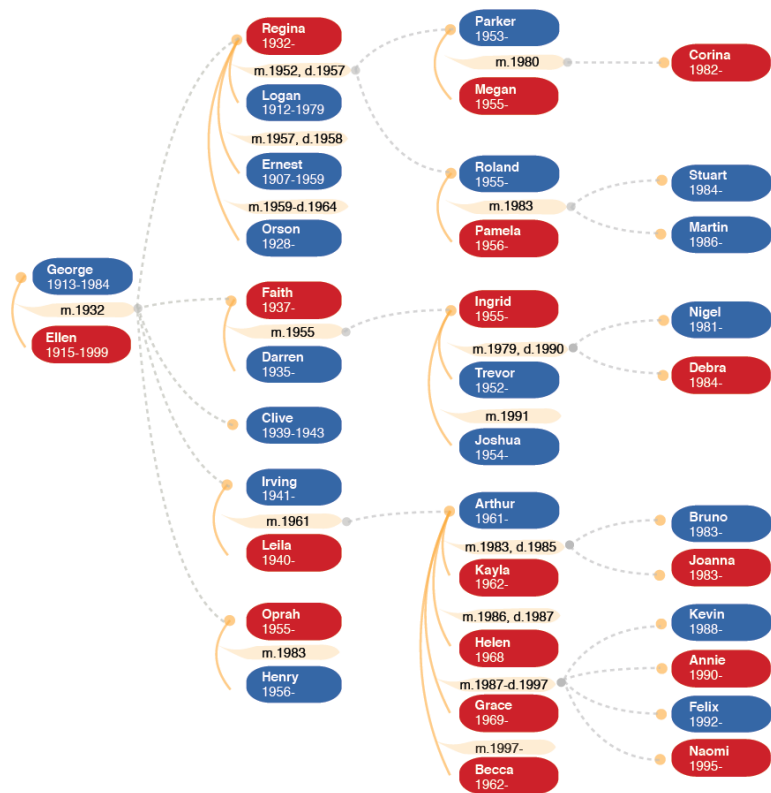 George
1913-1984
m.1932
Ellen
1915-1999
Regina
1932-
m.1952, d.1957
Logan
1912-1979
m.1957, d.1958
Ernest
1907-1959
m.1959-d.1964
Orson
1928-
Faith
1937-
m.1955
Darren
1935-
Clive
1939-1943
Irving
1941-
m.1961
Leila
1940-
Oprah
1955-
m.1983
Henry
1956-
Parker
1953-
m.1980
Megan
1955-
Roland
1955-
m.1983
Pamela
1956-
Ingrid
1955-
m.1979, d.1990
Trevor
1952-
m.1991
Joshua
1954-
Arthur
1961-
m.1983, d.1985
Kayla
1962-
m.1986, d.1987
Helen
1968
m.1987-d.1997
Grace
1969-
m.1997-
Becca
1962-
Corina
1982-
Stuart
1984-
Martin
1986-
Nigel
1981-
Debra
1984-
Bruno
1983-
Joanna
1983-
Kevin
1988-
Annie
1990-
Felix
1992-
Naomi
1995-